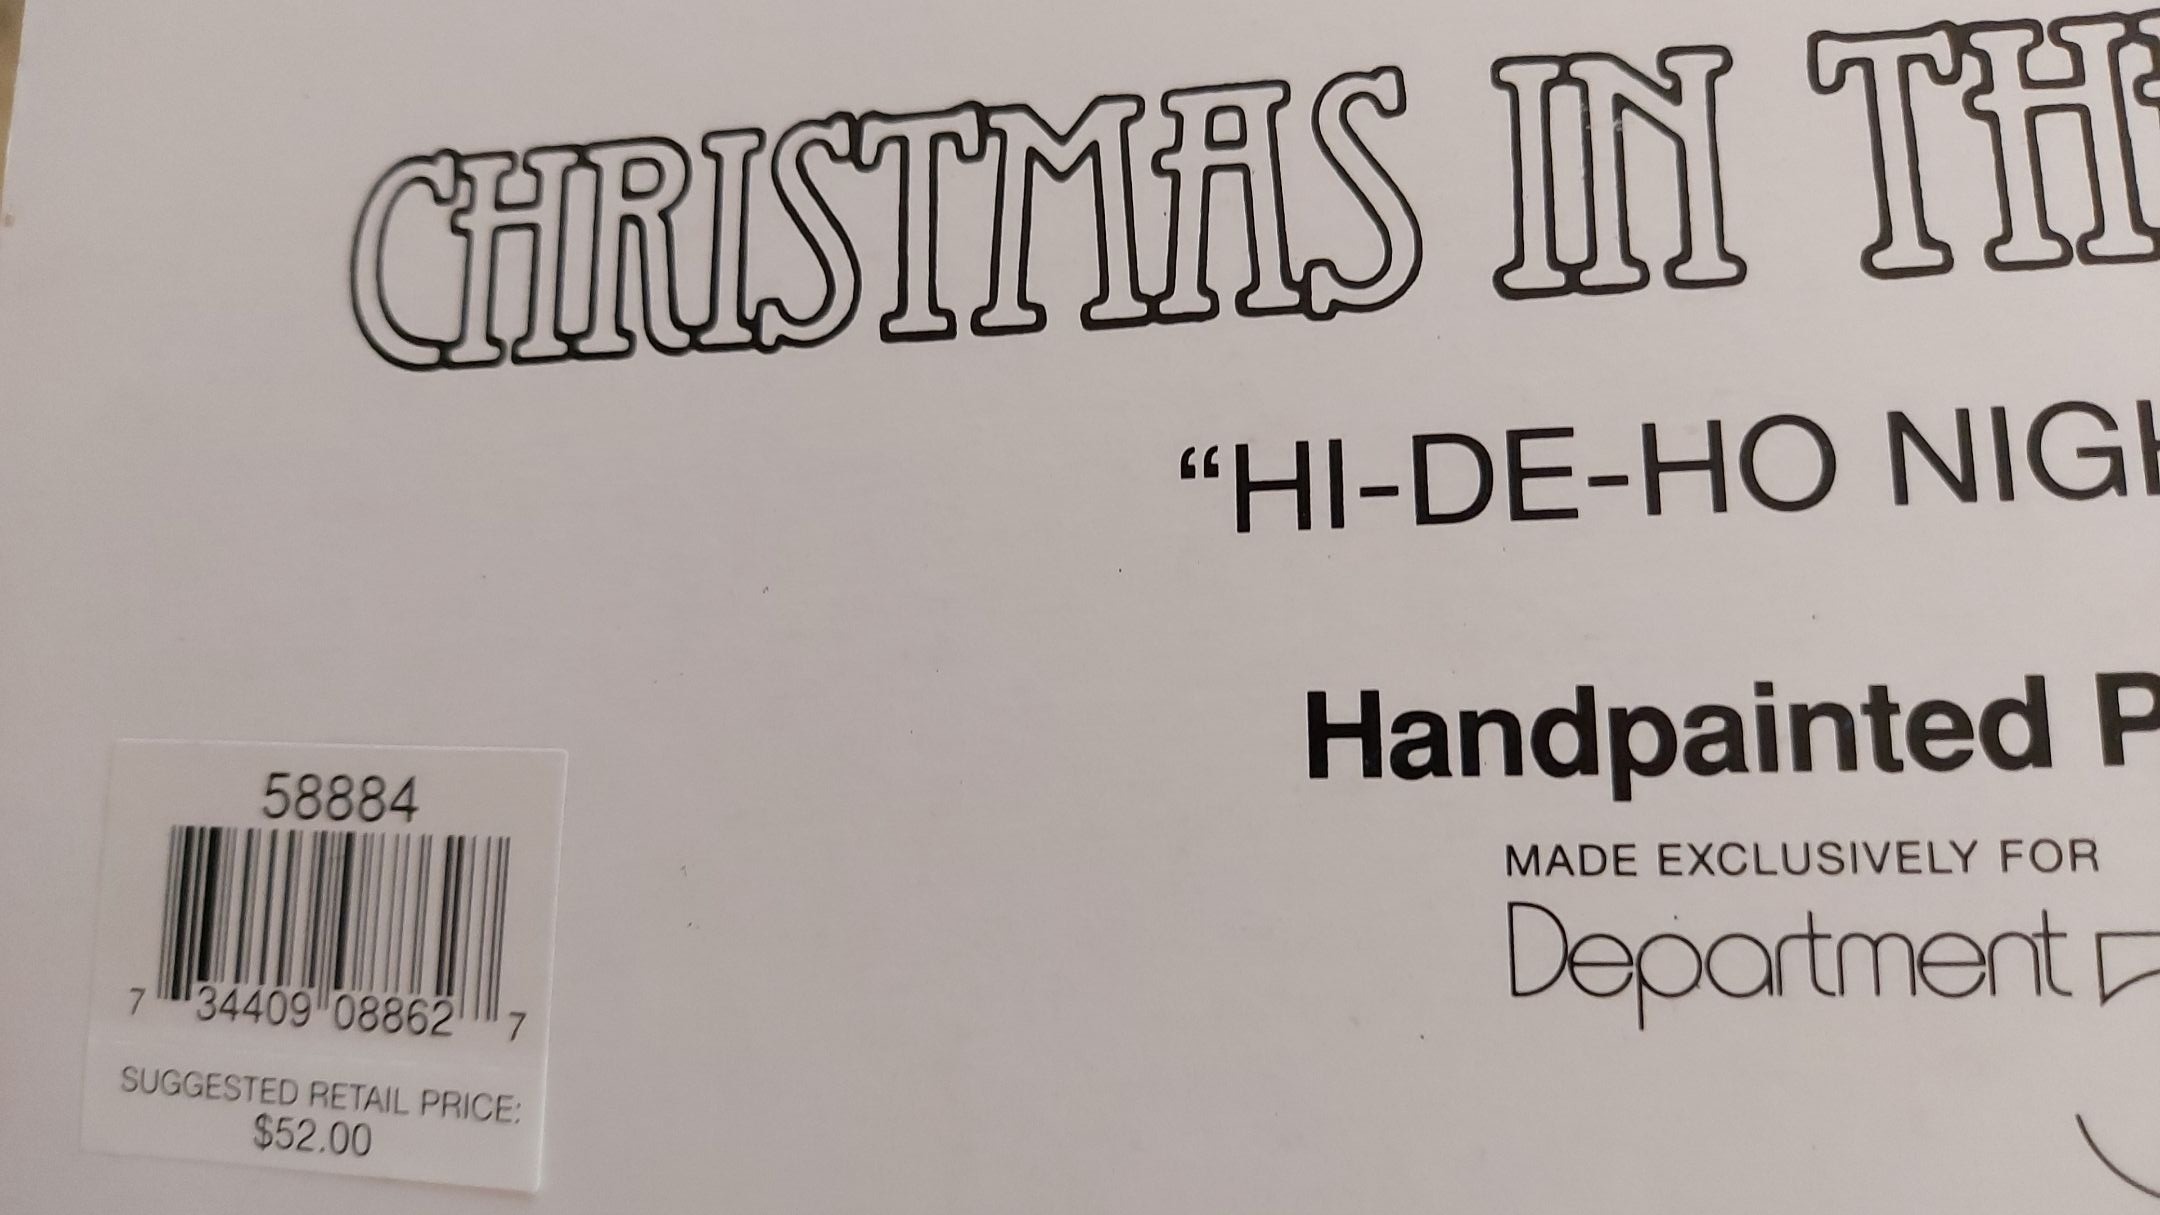 CHRISTMAS IN TH
“HI-DE-HO NIGH
Handpainted P
MADE EXCLUSIVELY FOR
Department
58884
7 34409 08862 7
SUGGESTED RETAIL PRICE:
$52.00